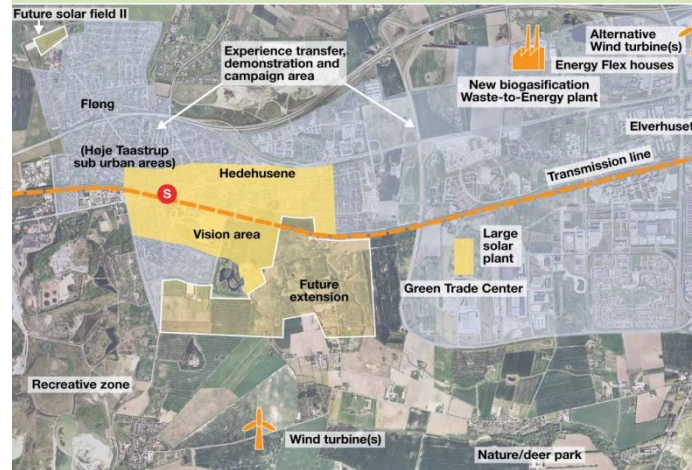 Future solar field II
Experience transfer,
demonstration and
campaign area
Alternative
Wind turbine(s)
Energy Flex houses
New biogasification
Waste-to-Energy plant
Fløng
Elverhuset
(Høje Taastrup
sub urban areas)
Hedehusene
Transmission line
S
Vision area
Large
solar
plant
Future
extension
Green Trade Center
Recreative zone
Wind turbine(s)
Nature/deer park